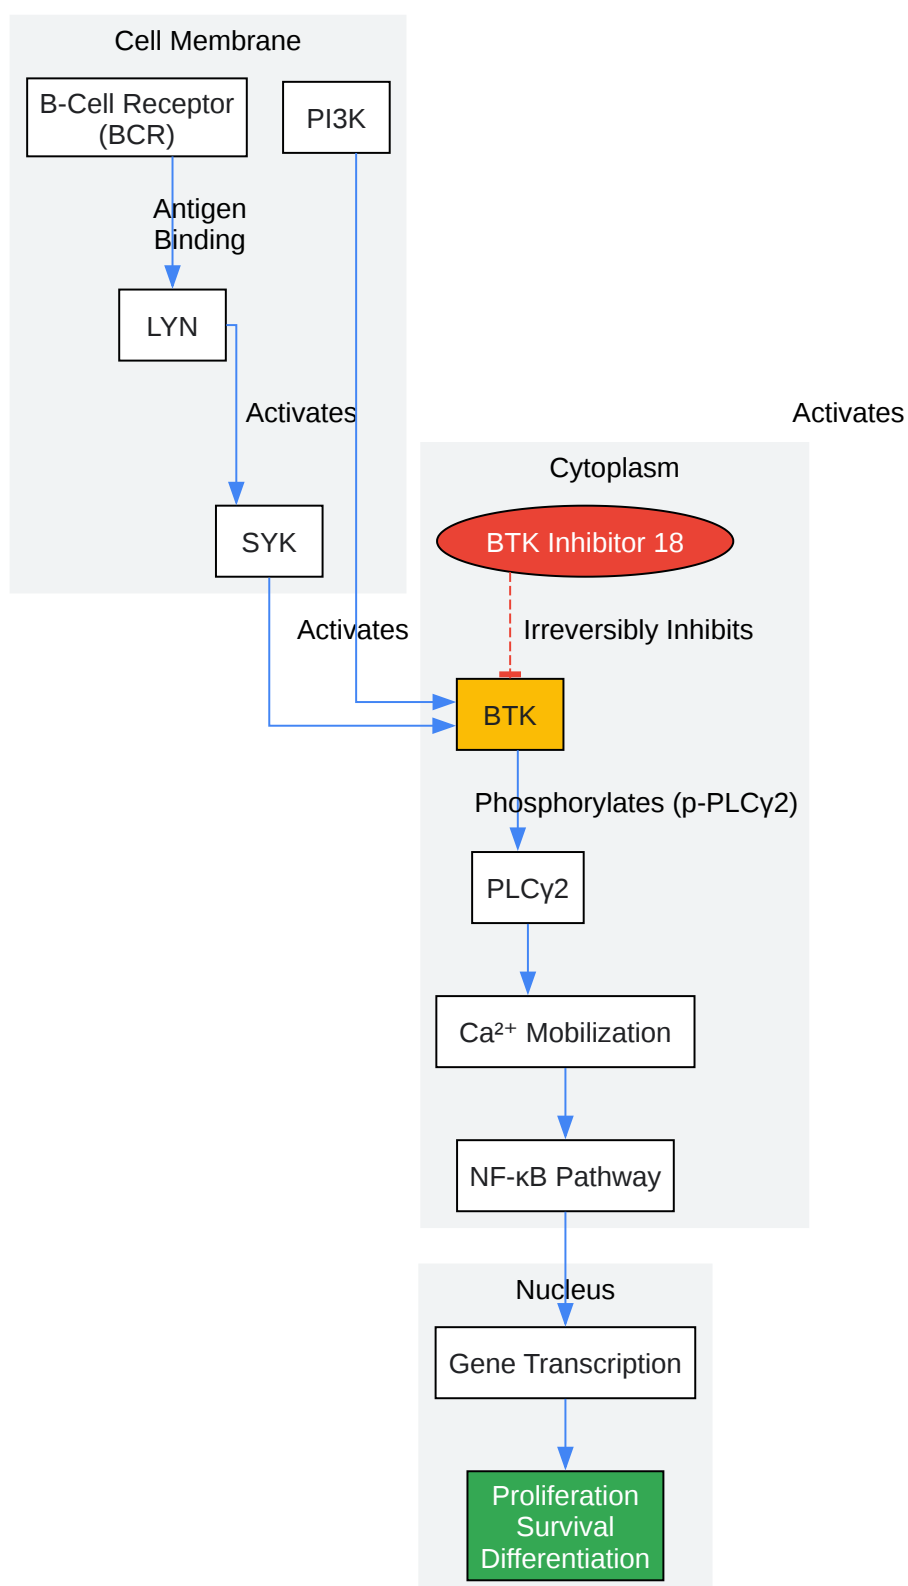 Cell Membrane
B-Cell Receptor
(BCR)
PI3K
Antigen
Binding
LYN
Activates
Activates
Cytoplasm
SYK
BTK Inhibitor 18
Activates
Irreversibly Inhibits
BTK
Phosphorylates (p-PLCγ2)
PLCγ2
Ca²⁺ Mobilization
NF-κB Pathway
Nucleus
Gene Transcription
Proliferation
Survival
Differentiation